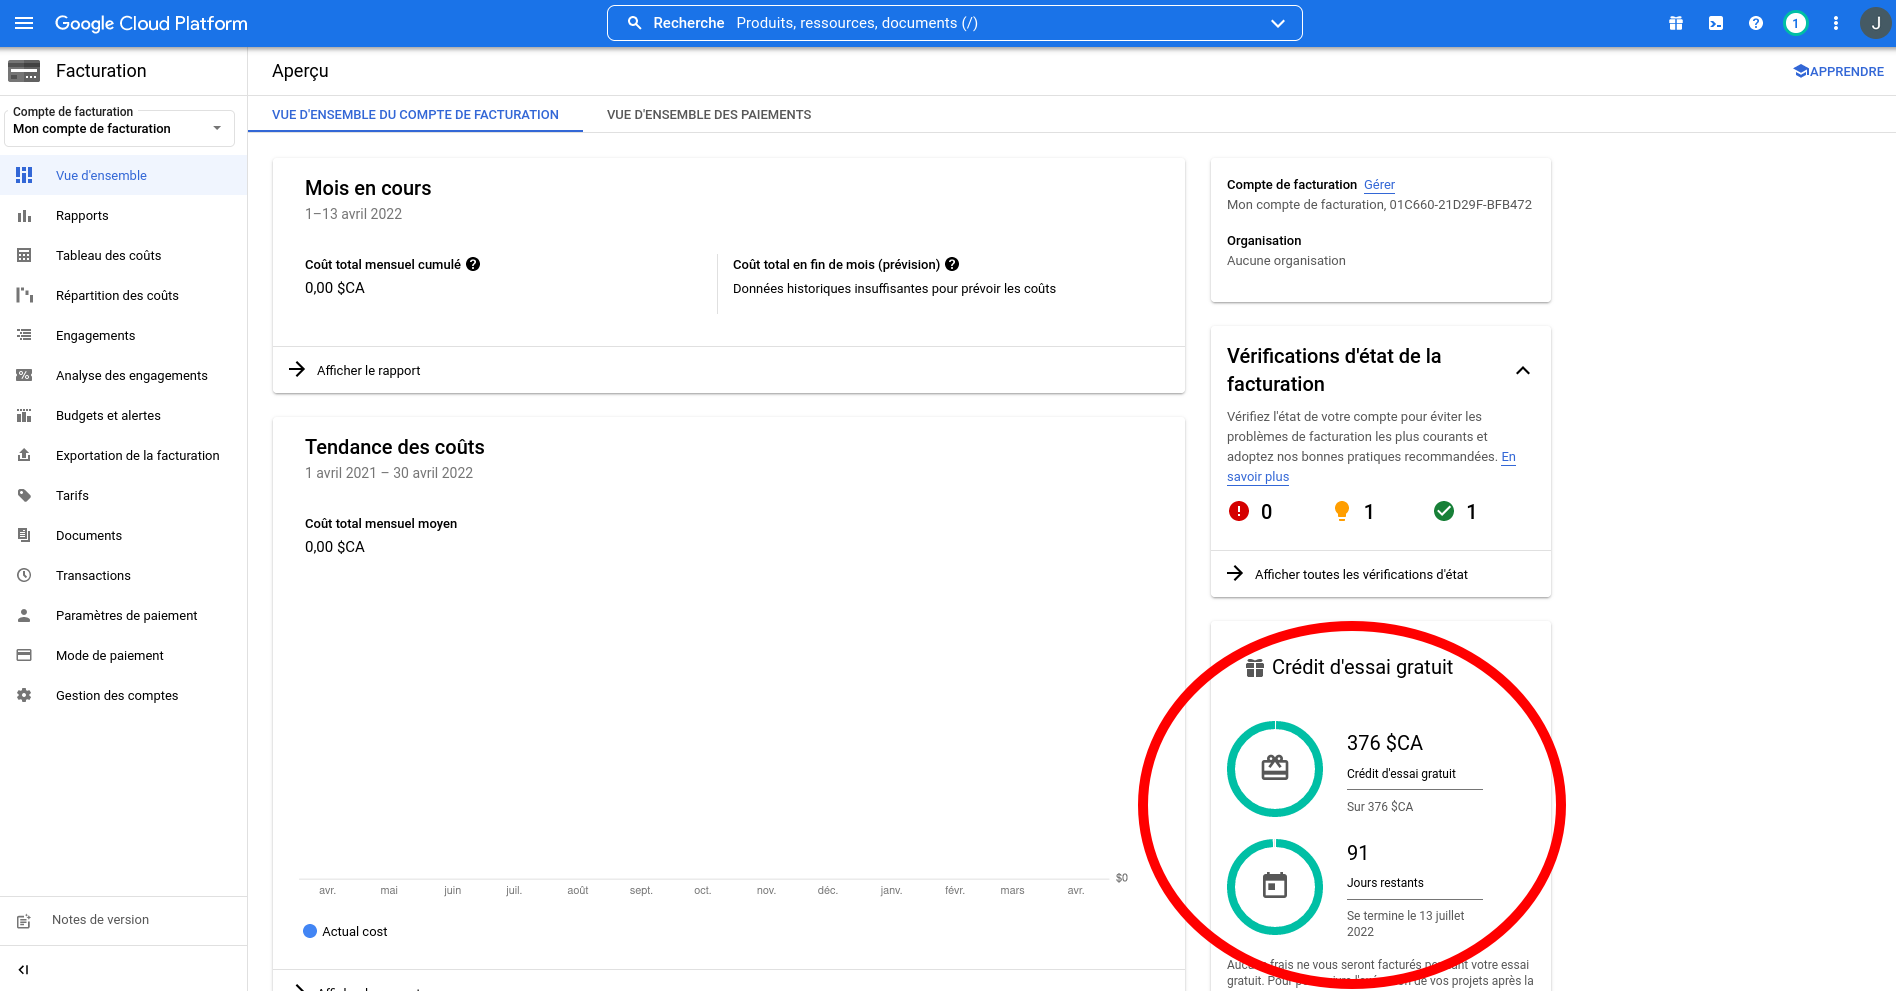 Google Cloud Platform
Recherche Produits, ressources, documents (/)
1
J
Facturation
Aperçu
APPRENDRE
Compte de facturation
Mon compte de facturation
VUE D'ENSEMBLE DU COMPTE DE FACTURATION
VUE D'ENSEMBLE DES PAIEMENTS
Vue d'ensemble
Rapports
Tableau des coûts
Répartition des coûts
Engagements
Analyse des engagements
Budgets et alertes
Exportation de la facturation
Tarifs
Documents
Transactions
Paramètres de paiement
Mode de paiement
Gestion des comptes
Notes de version
Mois en cours
1–13 avril 2022
Coût total mensuel cumulé
0,00 $CA
Coût total en fin de mois (prévision)
Données historiques insuffisantes pour prévoir les coûts
Afficher le rapport
Tendance des coûts
1 avril 2021 – 30 avril 2022
Coût total mensuel moyen
0,00 $CA
$0
avr. mai juin juil. août sept. oct. nov. déc. janv. févr. mars avr.
Actual cost
Compte de facturation Gérer
Mon compte de facturation, 01C660-21D29F-BFB472
Organisation
Aucune organisation
Vérifications d'état de la
facturation
Vérifiez l'état de votre compte pour éviter les
problèmes de facturation les plus courants et
adoptez nos bonnes pratiques recommandées. En
savoir plus
0 1 1
Afficher toutes les vérifications d'état
Crédit d'essai gratuit
376 $CA
Crédit d'essai gratuit
Sur 376 $CA
91
Jours restants
Se termine le 13 juillet
2022
frais ne vous seront facturés votre essai
gratuit. de vos projets après la